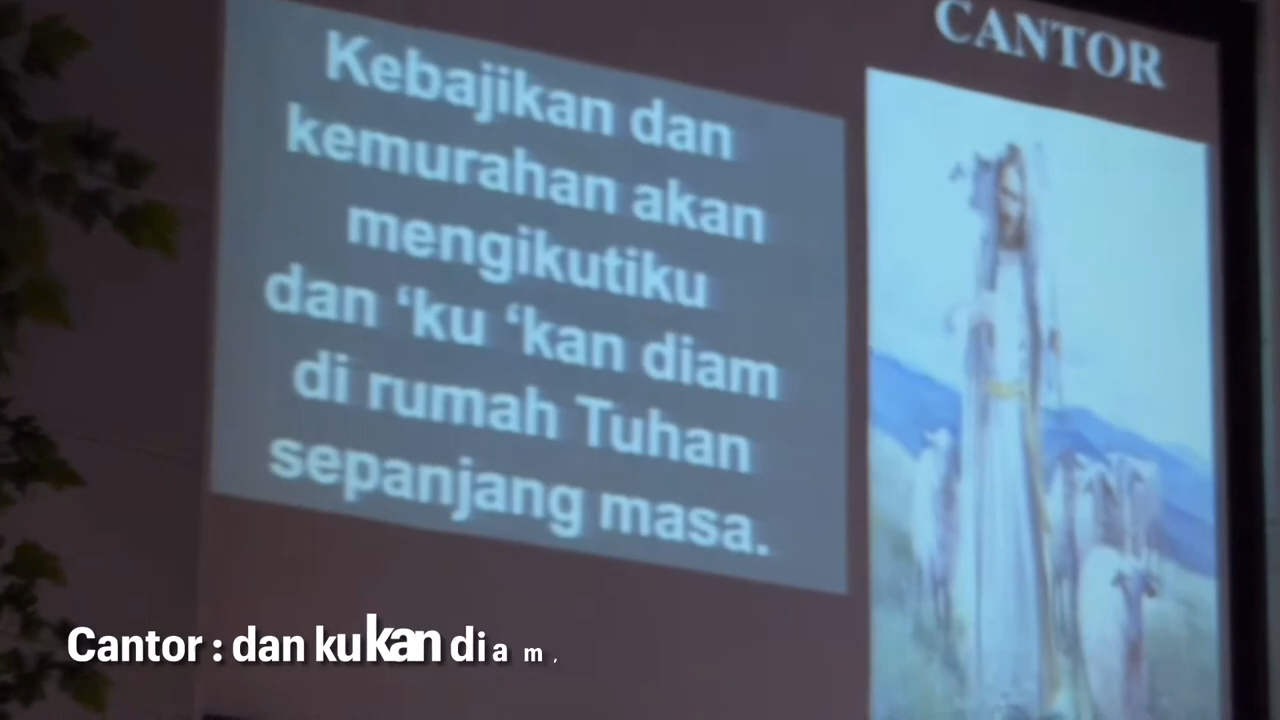 CANTOR
Kebajikan dan
kemurahan akan
mengikutiku
dan ‘ku ‘kan diam
di rumah Tuhan
sepanjang masa.
Cantor : dan kukan diam,